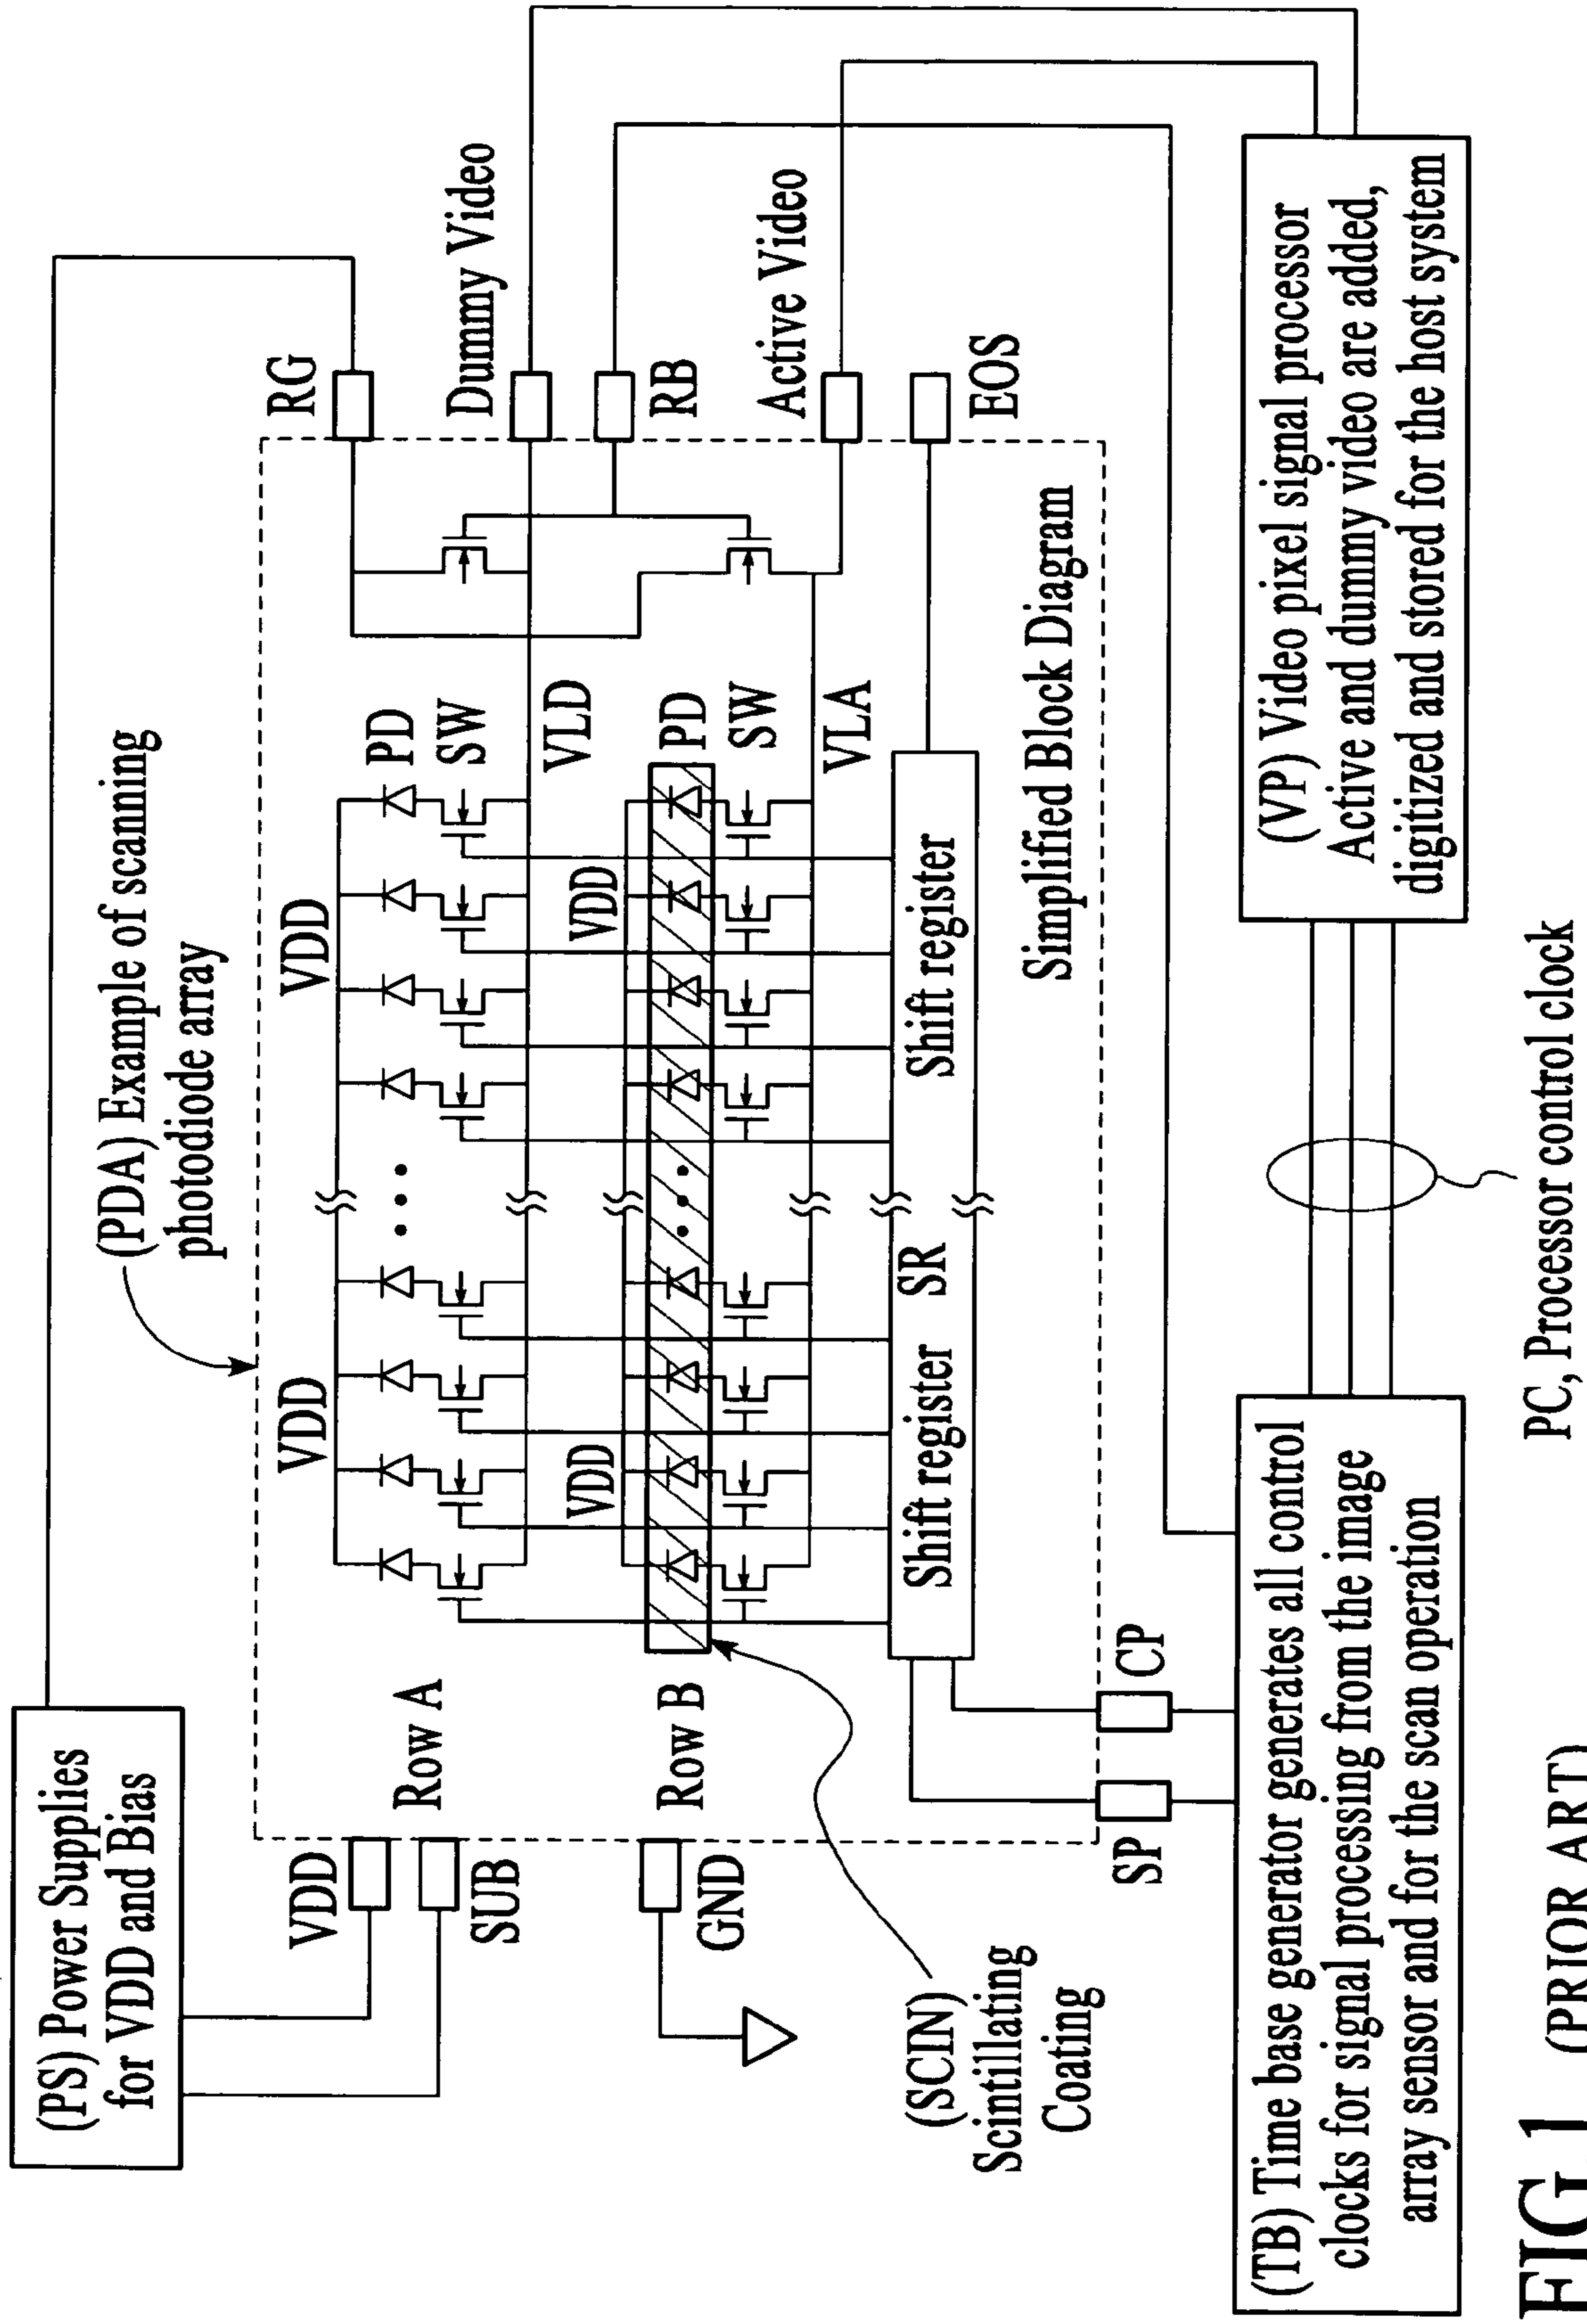 (PS) Power Supplies
for VDD and Bias
(PDA) Example of scanning
photodiode array
VDD
SUB
GND
Row A
Row B
VDD
VDD
PD
SW
VLD
VDD
VDD
PD
SW
VLA
RG
Dummy Video
RB
Active Video
EOS
Shift register
SR
Shift register
Simplified Block Diagram
(SCIN)
Scintillating
Coating
SP
CP
(TB) Time base generator generates all control
clocks for signal processing from the image
array sensor and for the scan operation
(VP) Video pixel signal processor
Active and dummy video are added,
digitized and stored for the host system
PC, Processor control clock
FIG.1 (PRIOR ART)